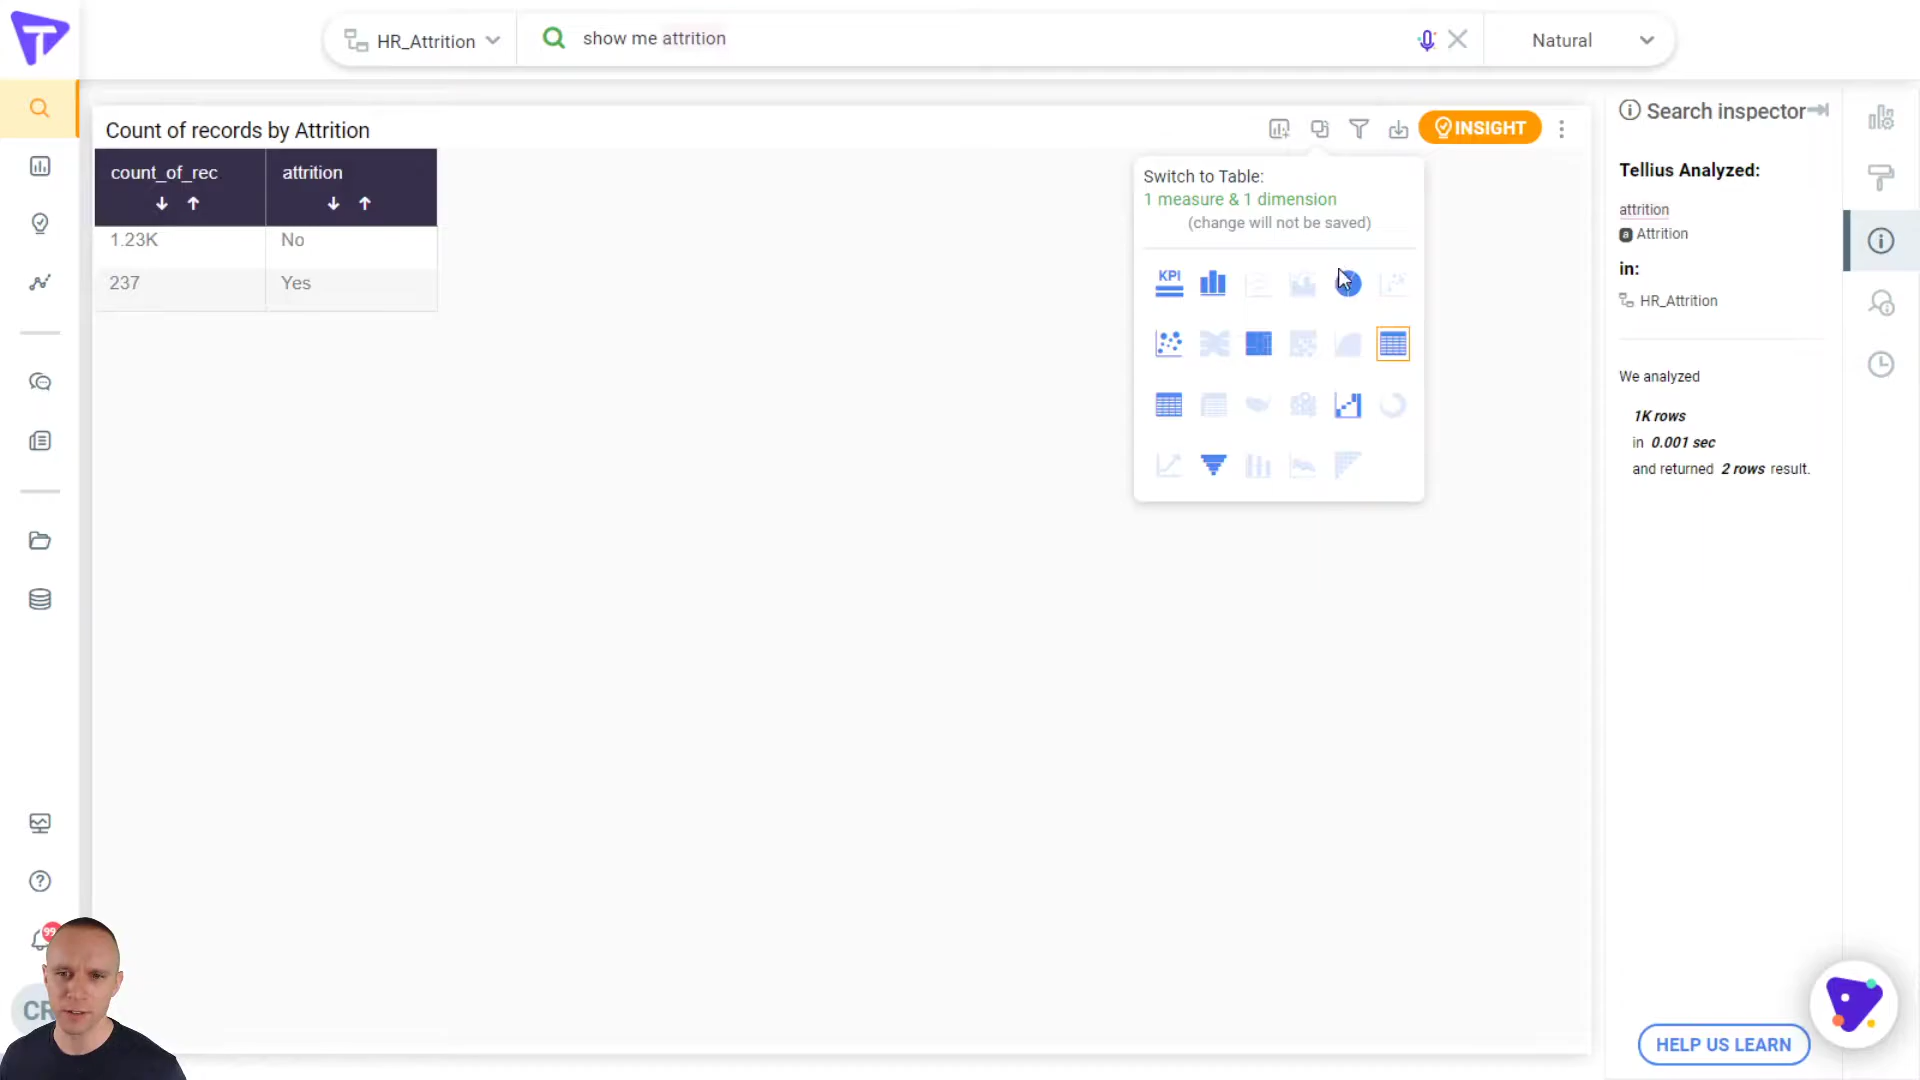 HR_Attrition
show me attrition
Natural
Count of records by Attrition
INSIGHT
count_of_rec attrition
1.23K No
237 Yes
Switch to Table:
1 measure & 1 dimension
(change will not be saved)
KPI
Search inspector
Tellius Analyzed:
attrition
a Attrition
in:
HR_Attrition
We analyzed
1K rows
in 0.001 sec
and returned 2 rows result.
99
CR
HELP US LEARN